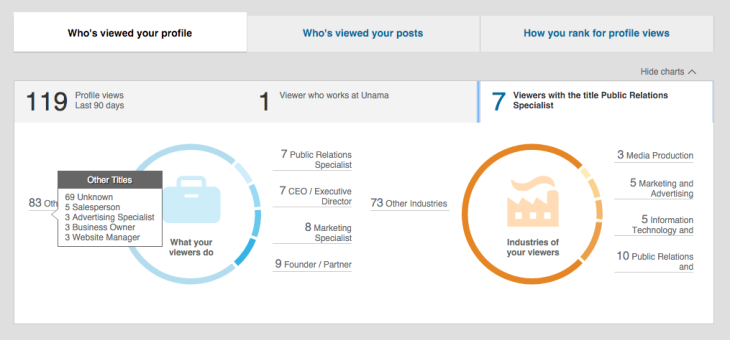 Who's viewed your profile
Who's viewed your posts
How you rank for profile views
Hide charts
119
Profile views
Last 90 days
1
Viewer who works at Unama
7
Viewers with the title Public Relations
Specialist
83 Oth
Other Titles
69 Unknown
5 Salesperson
3 Advertising Specialist
3 Business Owner
3 Website Manager
What your
viewers do
7 Public Relations
Specialist
7 CEO / Executive
Director
8 Marketing
Specialist
9 Founder / Partner
73 Other Industries
Industries of
your viewers
3 Media Production
5 Marketing and
Advertising
5 Information
Technology and
10 Public Relations
and